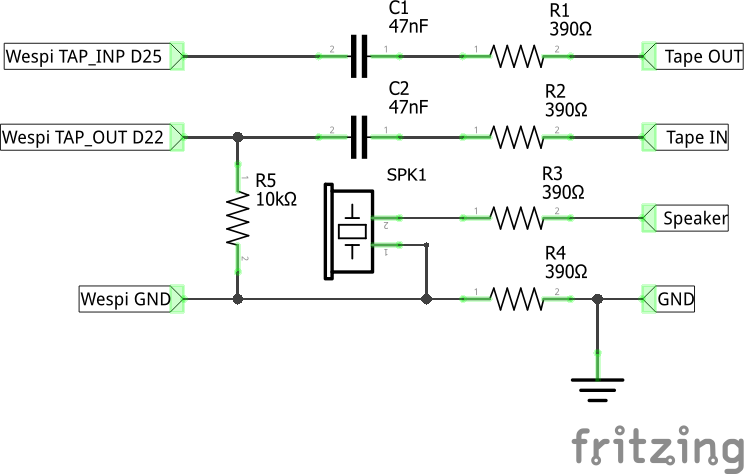 C1
47nF
R1
390Ω
Wespi TAP_INP D25
2
1
1
2
Tape OUT
C2
47nF
R2
390Ω
Wespi TAP_OUT D22
2
1
1
2
Tape IN
1
R5
10kΩ
2
SPK1
2
1
R3
390Ω
1
2
Speaker
R4
390Ω
Wespi GND
1
2
GND
fritzing